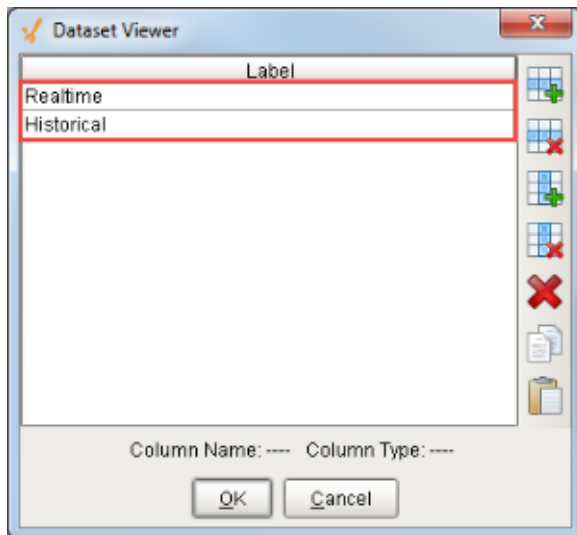 Dataset Viewer
Label
Realtime
Historical
Column Name: ---- Column Type: ----
OK Cancel